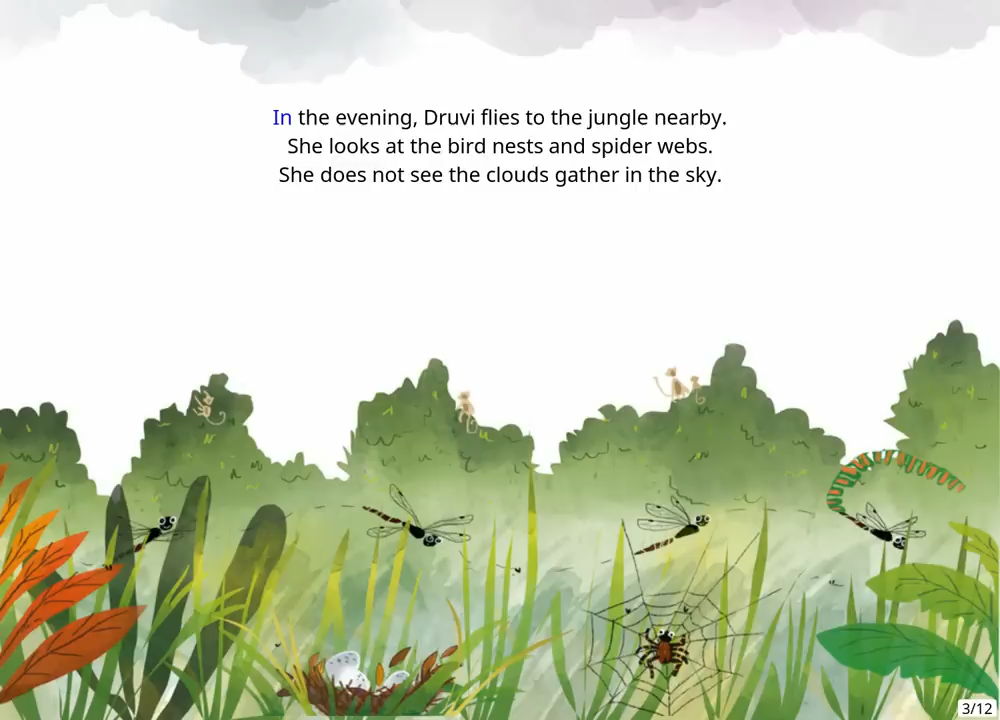 In the evening, Druvi flies to the jungle nearby.
She looks at the bird nests and spider webs.
She does not see the clouds gather in the sky.
3/12